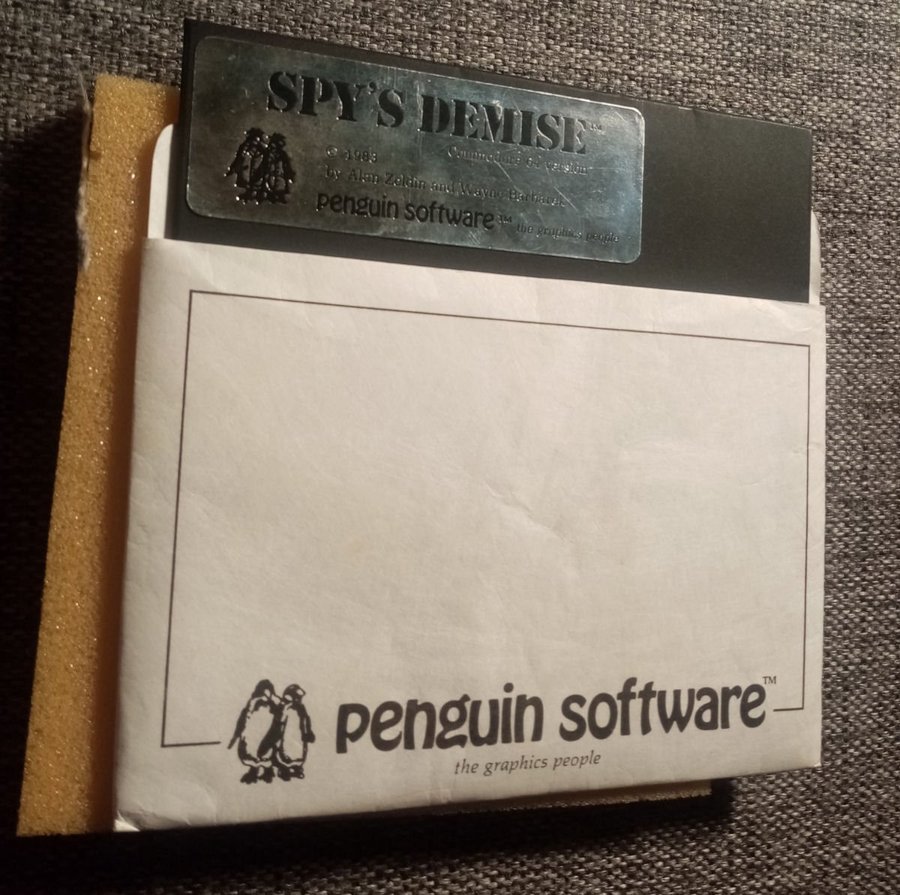 SPY'S DEMISE™
Commodore 64 version
© 1983
by Alan Zeldin and Wayne Barbarek
penguin software™ the graphics people
penguin software™
the graphics people